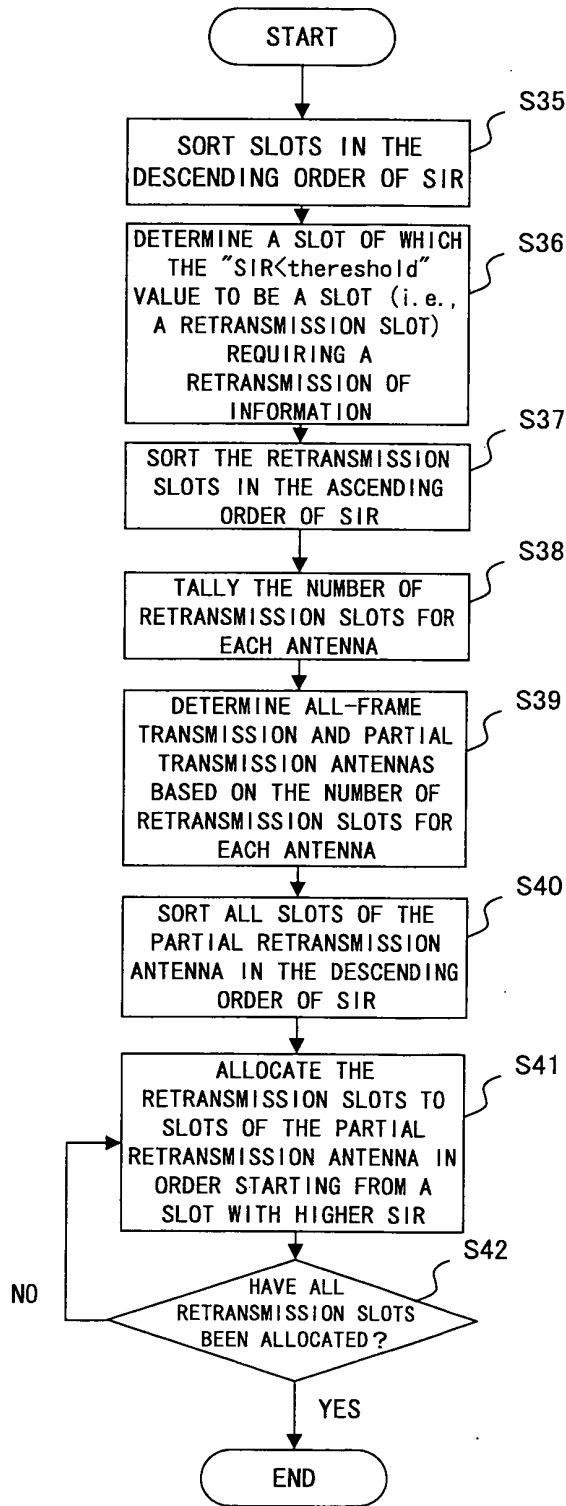 START
S35
SORT SLOTS IN THE
DESCENDING ORDER OF SIR
S36
DETERMINE A SLOT OF WHICH
THE "SIR<thereshold"
VALUE TO BE A SLOT (i.e.,
A RETRANSMISSION SLOT)
REQUIRING A
RETRANSMISSION OF
INFORMATION
S37
SORT THE RETRANSMISSION
SLOTS IN THE ASCENDING
ORDER OF SIR
S38
TALLY THE NUMBER OF
RETRANSMISSION SLOTS FOR
EACH ANTENNA
S39
DETERMINE ALL-FRAME
TRANSMISSION AND PARTIAL
TRANSMISSION ANTENNAS
BASED ON THE NUMBER OF
RETRANSMISSION SLOTS FOR
EACH ANTENNA
S40
SORT ALL SLOTS OF THE
PARTIAL RETRANSMISSION
ANTENNA IN THE DESCENDING
ORDER OF SIR
S41
ALLOCATE THE
RETRANSMISSION SLOTS TO
SLOTS OF THE PARTIAL
RETRANSMISSION ANTENNA IN
ORDER STARTING FROM A
SLOT WITH HIGHER SIR
S42
HAVE ALL
RETRANSMISSION SLOTS
BEEN ALLOCATED?
NO
YES
END